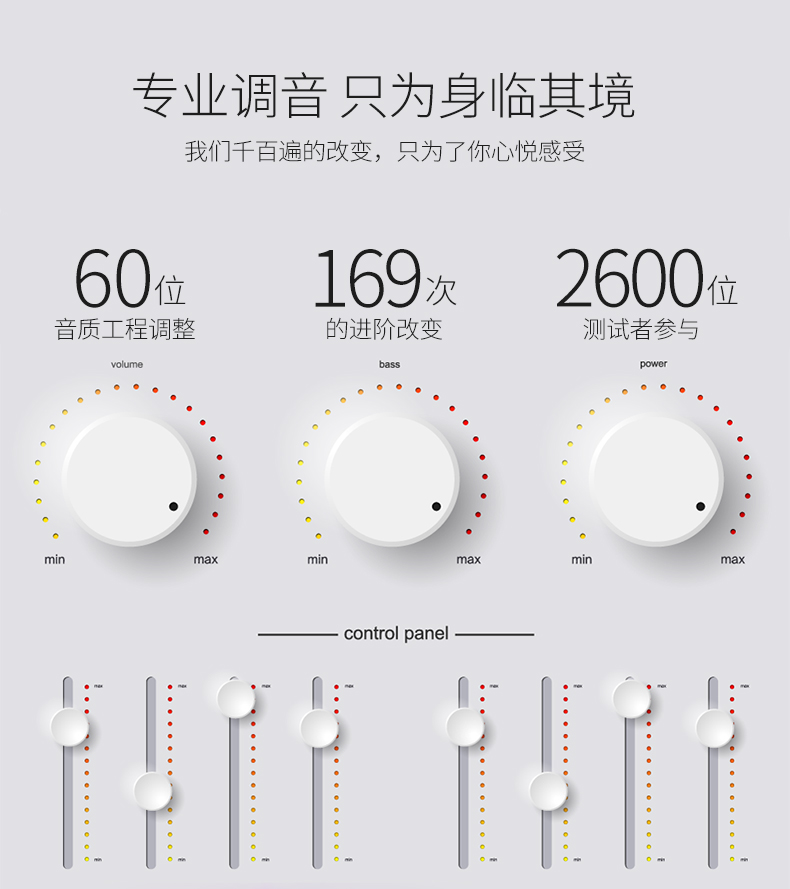 专业调音 只为身临其境
我们千百遍的改变，只为了你心悦感受
60位 169次 2600位
音质工程调整 的进阶改变 测试者参与
volume bass power
min max min max min max
control panel
max max max max max max max max
min min min min